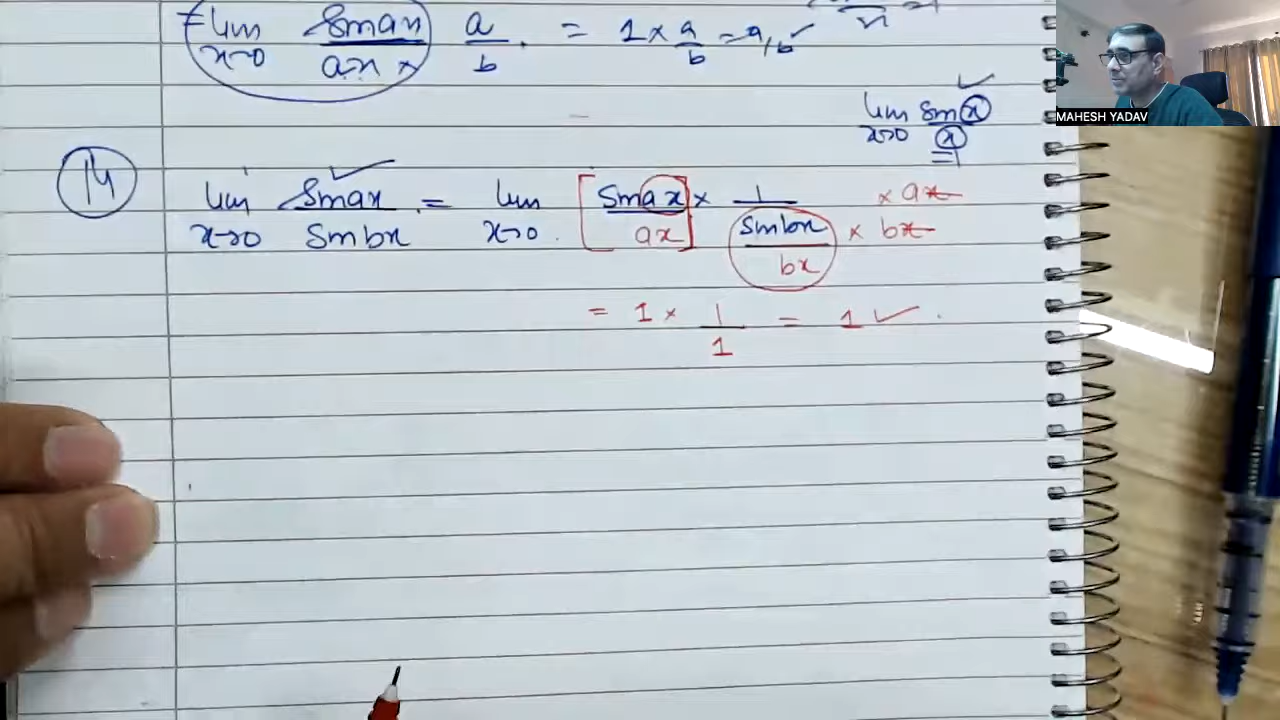 = lim x→0 sin ax / ax × a/b . = 1 × a/b = a/b ✓
MAHESH YADAV
lim x→0 sin x / x = 1 ✓
14
lim x→0 sin ax / sin bx = lim x→0 [ sin ax / ax ] × 1 / ( sin bx / bx ) × ax / × bx
= 1 × 1/1 = 1 ✓